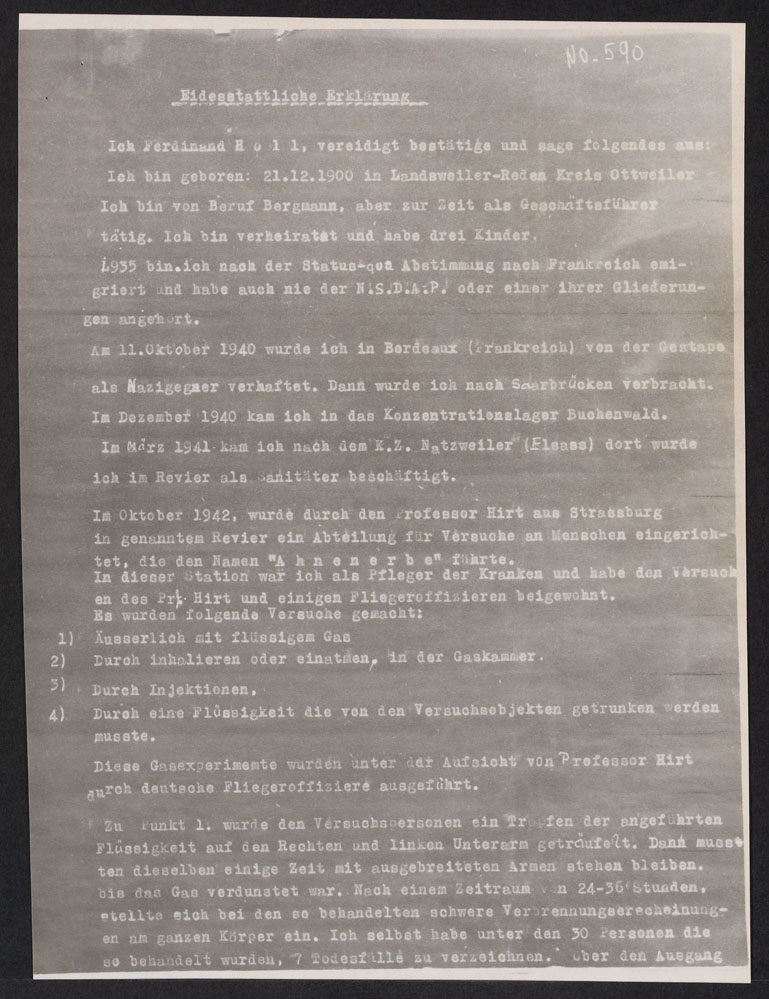 No. 590
Eidesstattliche Erklärung
Ich Ferdinand H o l l, vereidigt bestätige und sage folgendes aus:
Ich bin geboren: 21.12.1900 in Landsweiler-Reden Kreis Ottweiler
Ich bin von Beruf Bergmann, aber zur Zeit als Geschäftsführer
tätig. Ich bin verheiratet und habe drei Kinder.
1935 bin.ich nach der Status-qoa Abstimmung nach Frankreich emi-
griert und habe auch nie der N.S.D.A.P. oder einer ihrer Gliederun-
gen angehört.
Am 11.Oktober 1940 wurde ich in Bordeaux (Frankreich) von der Gestapo
als Nazigegner verhaftet. Dann wurde ich nach Saarbrücken verbracht.
Im Dezember 1940 kam ich in das Konzentrationslager Buchenwald.
Im März 1941 kam ich nach dem K.Z. Natzweiler (Elsass) dort wurde
ich im Revier als Sanitäter beschäftigt.
Im Oktober 1942, wurde durch den Professor Hirt aus Strassburg
in genanntem Revier ein Abteilung für Versuche an Menschen eingerich-
tet, die den Namen "A h n e n e r b e" führte.
In dieser Station war ich als Pfleger der Kranken und habe den Versuch
en des Prf. Hirt und einigen Fliegeroffizieren beigewohnt.
Es wurden folgende Versuche gemacht:
1) Äusserlich mit flüssigem Gas
2) Durch inhalieren oder einatmen, in der Gaskammer.
3) Durch Injektionen.
4) Durch eine Flüssigkeit die von den Versuchsobjekten getrunken werden
musste.
Diese Gasexperimemte wurden unter der Aufsicht von Professor Hirt
durch deutsche Fliegeroffiziere ausgeführt.
Zu Punkt 1. wurde den Versuchspersonen ein Tropfen der angeführten
Flüssigkeit auf den Rechten und linken Unterarm geträufelt. Dann musst
ten dieselben einige Zeit mit ausgebreiteten Armen stehen bleiben.
bis das Gas verdunstet war. Nach einem Zeitraum von 24-36 Stunden,
stellte sich bei den so behandelten schwere Verbrennungserscheinung-
en am ganzen Körper ein. Ich selbst habe unter den 30 Personen die
so behandelt wurden, 7 Todesfälle zu verzeichnen. Über den Ausgang